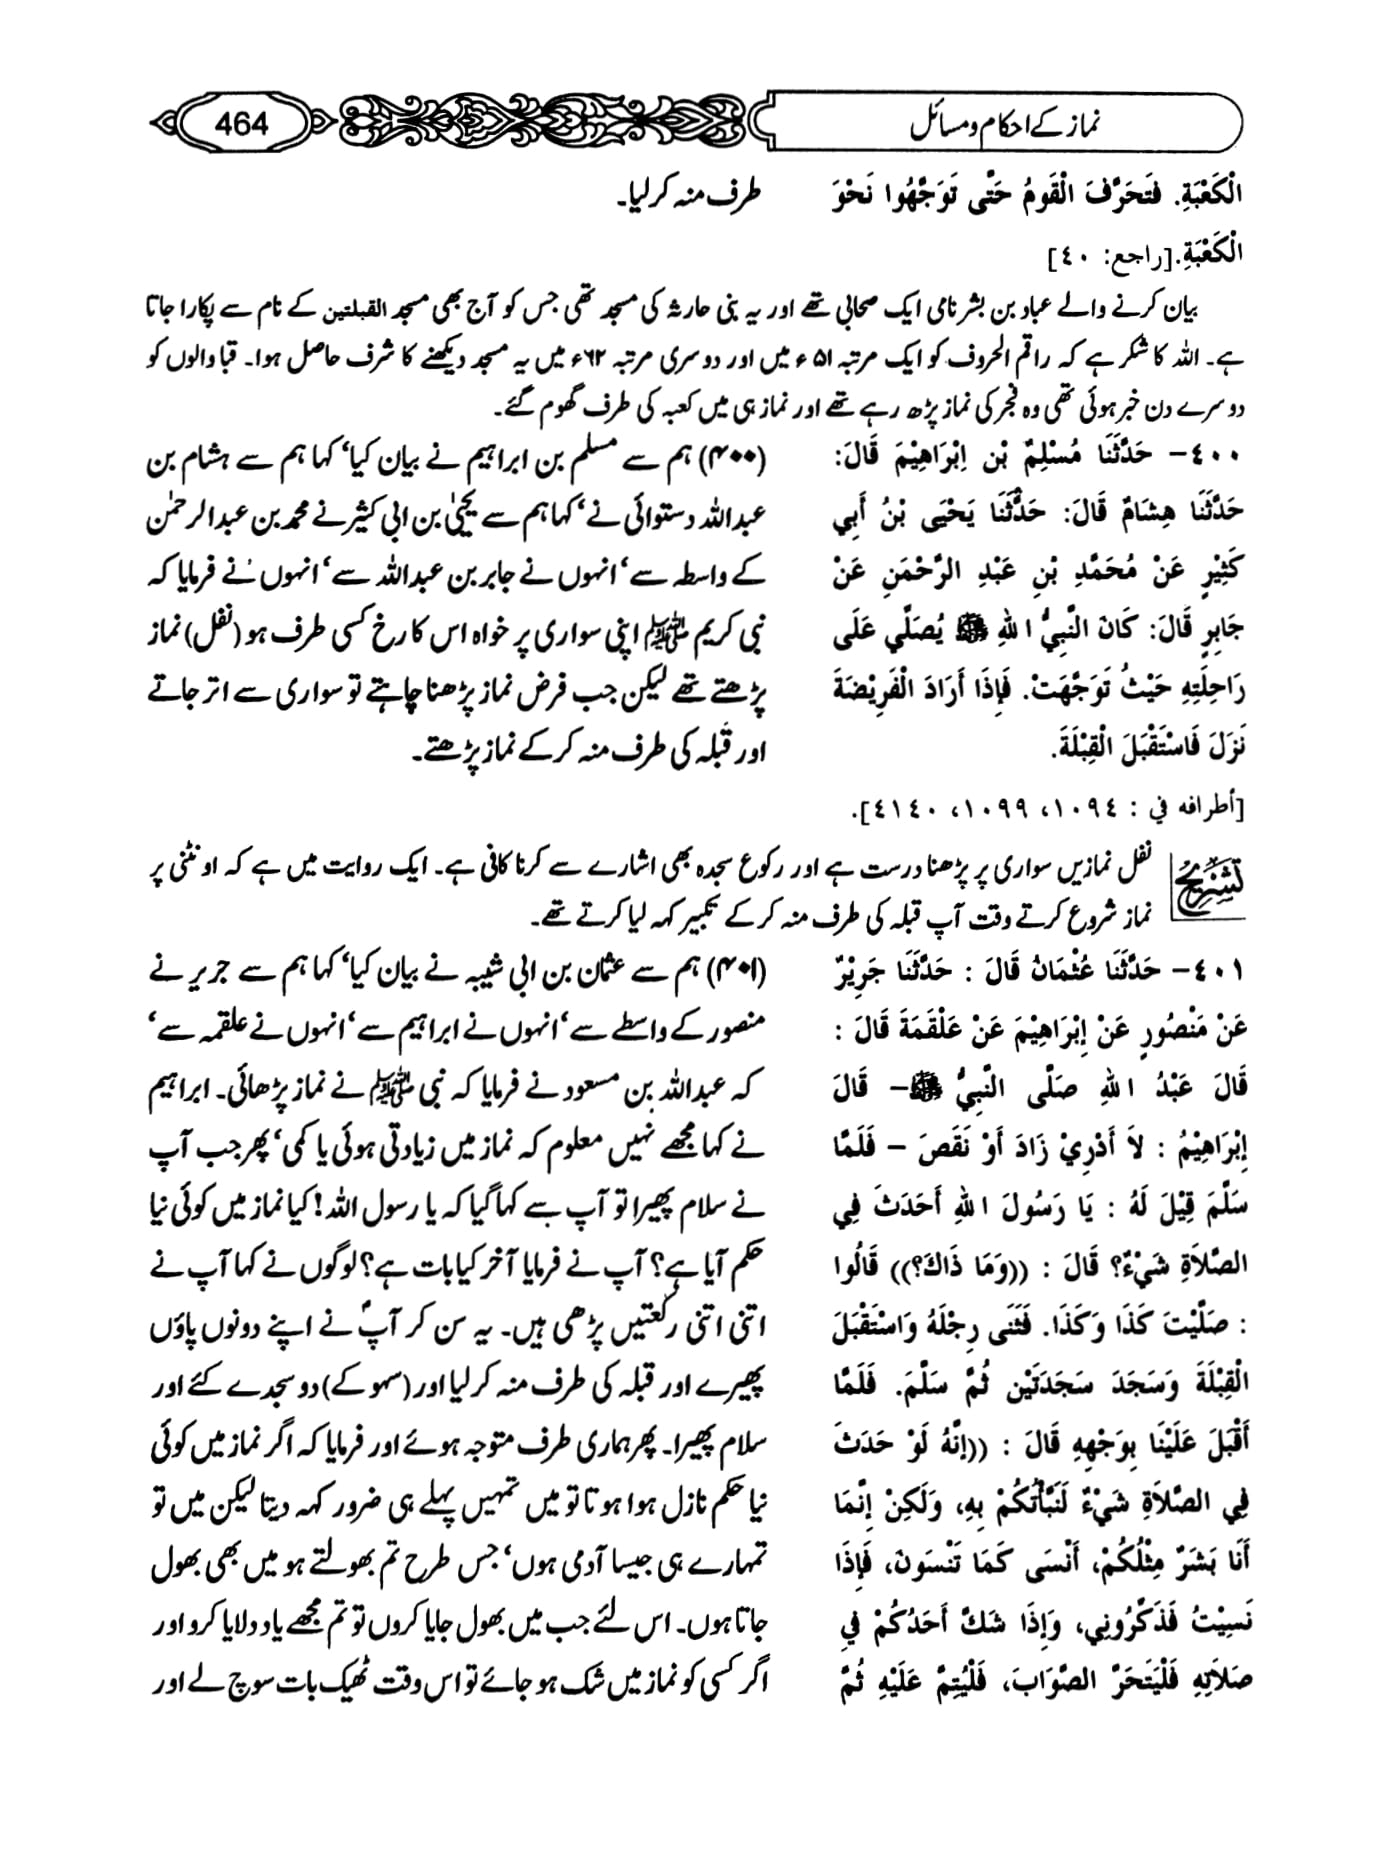 نماز کے احکام و مسائل
464
الْكَعْبَةِ. فَتَحَرَّفَ الْقَومُ حَتَّى تَوَجَّهُوا نَحْوَ
الْكَعْبَةِ.[راجع: ٤٠]
طرف منہ کر لیا۔
بیان کرنے والے عباد بن بشر نامی ایک صحابی تھے اور یہ بنی حارثہ کی مسجد تھی جس کو آج بھی مسجد القبلتین کے نام سے پکارا جاتا
ہے۔ اللہ کا شکر ہے کہ راقم الحروف کو ایک مرتبہ ۵۱ء میں اور دوسری مرتبہ ۶۲ء میں یہ مسجد دیکھنے کا شرف حاصل ہوا۔ قبا والوں کو
دوسرے دن خبر ہوئی تھی وہ فجر کی نماز پڑھ رہے تھے اور نماز ہی میں کعبہ کی طرف گھوم گئے۔
٤٠٠- حَدَّثَنَا مُسْلِمٌ بْن إِبْرَاهِيْمَ قَالَ:
حَدَّثَنَا هِشَامٌ قَالَ: حَدَّثَنَا يَحْيَى بْنُ أَبِي
كَثِيْرٍ عَنْ مُحَمَّدِ بْنِ عَبْدِ الرَّحْمَنِ عَنْ
جَابِرٍ قَالَ: كَانَ النَّبِيُّ اللهِ ﷺ يُصَلِّي عَلَى
رَاحِلَتِهِ حَيْثُ تَوَجَّهَتْ. فَإِذَا أَرَادَ الْفَرِيْضَةَ
نَزَلَ فَاسْتَقْبَلَ الْقِبْلَةَ.
[أطرافه في : ١٠٩٤، ١٠٩٩، ٤١٤٠].
(۴۰۰) ہم سے مسلم بن ابراہیم نے بیان کیا‘ کہا ہم سے ہشام بن
عبداللہ دستوائی نے‘ کہا ہم سے یحییٰ بن ابی کثیر نے محمد بن عبدالرحمٰن
کے واسطہ سے‘ انہوں نے جابر بن عبداللہ سے‘ انہوں نے فرمایا کہ
نبی کریم ﷺ اپنی سواری پر خواہ اس کا رخ کسی طرف ہو (نفل) نماز
پڑھتے تھے لیکن جب فرض نماز پڑھنا چاہتے تو سواری سے اتر جاتے
اور قبلہ کی طرف منہ کر کے نماز پڑھتے۔
تشریح
نفل نمازیں سواری پر پڑھنا درست ہے اور رکوع سجدہ بھی اشارے سے کرنا کافی ہے۔ ایک روایت میں ہے کہ اونٹنی پر
نماز شروع کرتے وقت آپ قبلہ کی طرف منہ کر کے تکبیر کہہ لیا کرتے تھے۔
٤٠١- حَدَّثَنَا عُثْمَانُ قَالَ : حَدَّثَنَا جَرِيْرٌ
عَنْ مَنْصُورٍ عَنْ إِبْرَاهِيْمَ عَنْ عَلْقَمَةَ قَالَ :
قَالَ عَبْدُ اللهِ صَلَّى النَّبِيُّ ﷺ- قَالَ
إِبْرَاهِيْمُ : لاَ أَدْرِيْ زَادَ أَوْ نَقَصَ - فَلَمَّا
سَلَّمَ قِيْلَ لَهُ : يَا رَسُولَ اللهِ أَحَدَثَ فِي
الصَّلاَةِ شَيْءٌ؟ قَالَ : ((وَمَا ذَاكَ؟)) قَالُوا
: صَلَّيْتَ كَذَا وَكَذَا. فَثَنَى رِجْلَهُ وَاسْتَقْبَلَ
الْقِبْلَةَ وَسَجَدَ سَجَدَتَيْنِ ثُمَّ سَلَّمَ. فَلَمَّا
أَقْبَلَ عَلَيْنَا بِوَجْهِهِ قَالَ : ((إِنَّهُ لَوْ حَدَثَ
فِي الصَّلاَةِ شَيْءٌ لَنَبَّأْتُكُمْ بِهِ، وَلَكِنْ إِنَّمَا
أَنَا بَشَرٌ مِثْلُكُمْ، أَنْسَى كَمَا تَنْسَونَ، فَإِذَا
نَسِيْتُ فَذَكِّرُونِي، وَإِذَا شَكَّ أَحَدُكُمْ فِي
صَلاَتِهِ فَلْيَتَحَرَّ الصَّوَابَ، فَلْيُتِمَّ عَلَيْهِ ثُمَّ
(۴۰۱) ہم سے عثمان بن ابی شیبہ نے بیان کیا‘ کہا ہم سے جریر نے
منصور کے واسطے سے‘ انہوں نے ابراہیم سے‘ انہوں نے علقمہ سے‘
کہ عبداللہ بن مسعود نے فرمایا کہ نبی ﷺ نے نماز پڑھائی۔ ابراہیم
نے کہا مجھے نہیں معلوم کہ نماز میں زیادتی ہوئی یا کمی‘ پھر جب آپ
نے سلام پھیرا تو آپ سے کہا گیا کہ یا رسول اللہ! کیا نماز میں کوئی نیا
حکم آیا ہے؟ آپ نے فرمایا آخر کیا بات ہے؟ لوگوں نے کہا آپ نے
اتنی اتنی رکعتیں پڑھی ہیں۔ یہ سن کر آپؐ نے اپنے دونوں پاؤں
پھیرے اور قبلہ کی طرف منہ کر لیا اور (سہو کے) دو سجدے کئے اور
سلام پھیرا۔ پھر ہماری طرف متوجہ ہوئے اور فرمایا کہ اگر نماز میں کوئی
نیا حکم نازل ہوا ہوتا تو میں تمہیں پہلے ہی ضرور کہہ دیتا لیکن میں تو
تمہارے ہی جیسا آدمی ہوں‘ جس طرح تم بھولتے ہو میں بھی بھول
جاتا ہوں۔ اس لئے جب میں بھول جایا کروں تو تم مجھے یاد دلایا کرو اور
اگر کسی کو نماز میں شک ہو جائے تو اس وقت ٹھیک بات سوچ لے اور